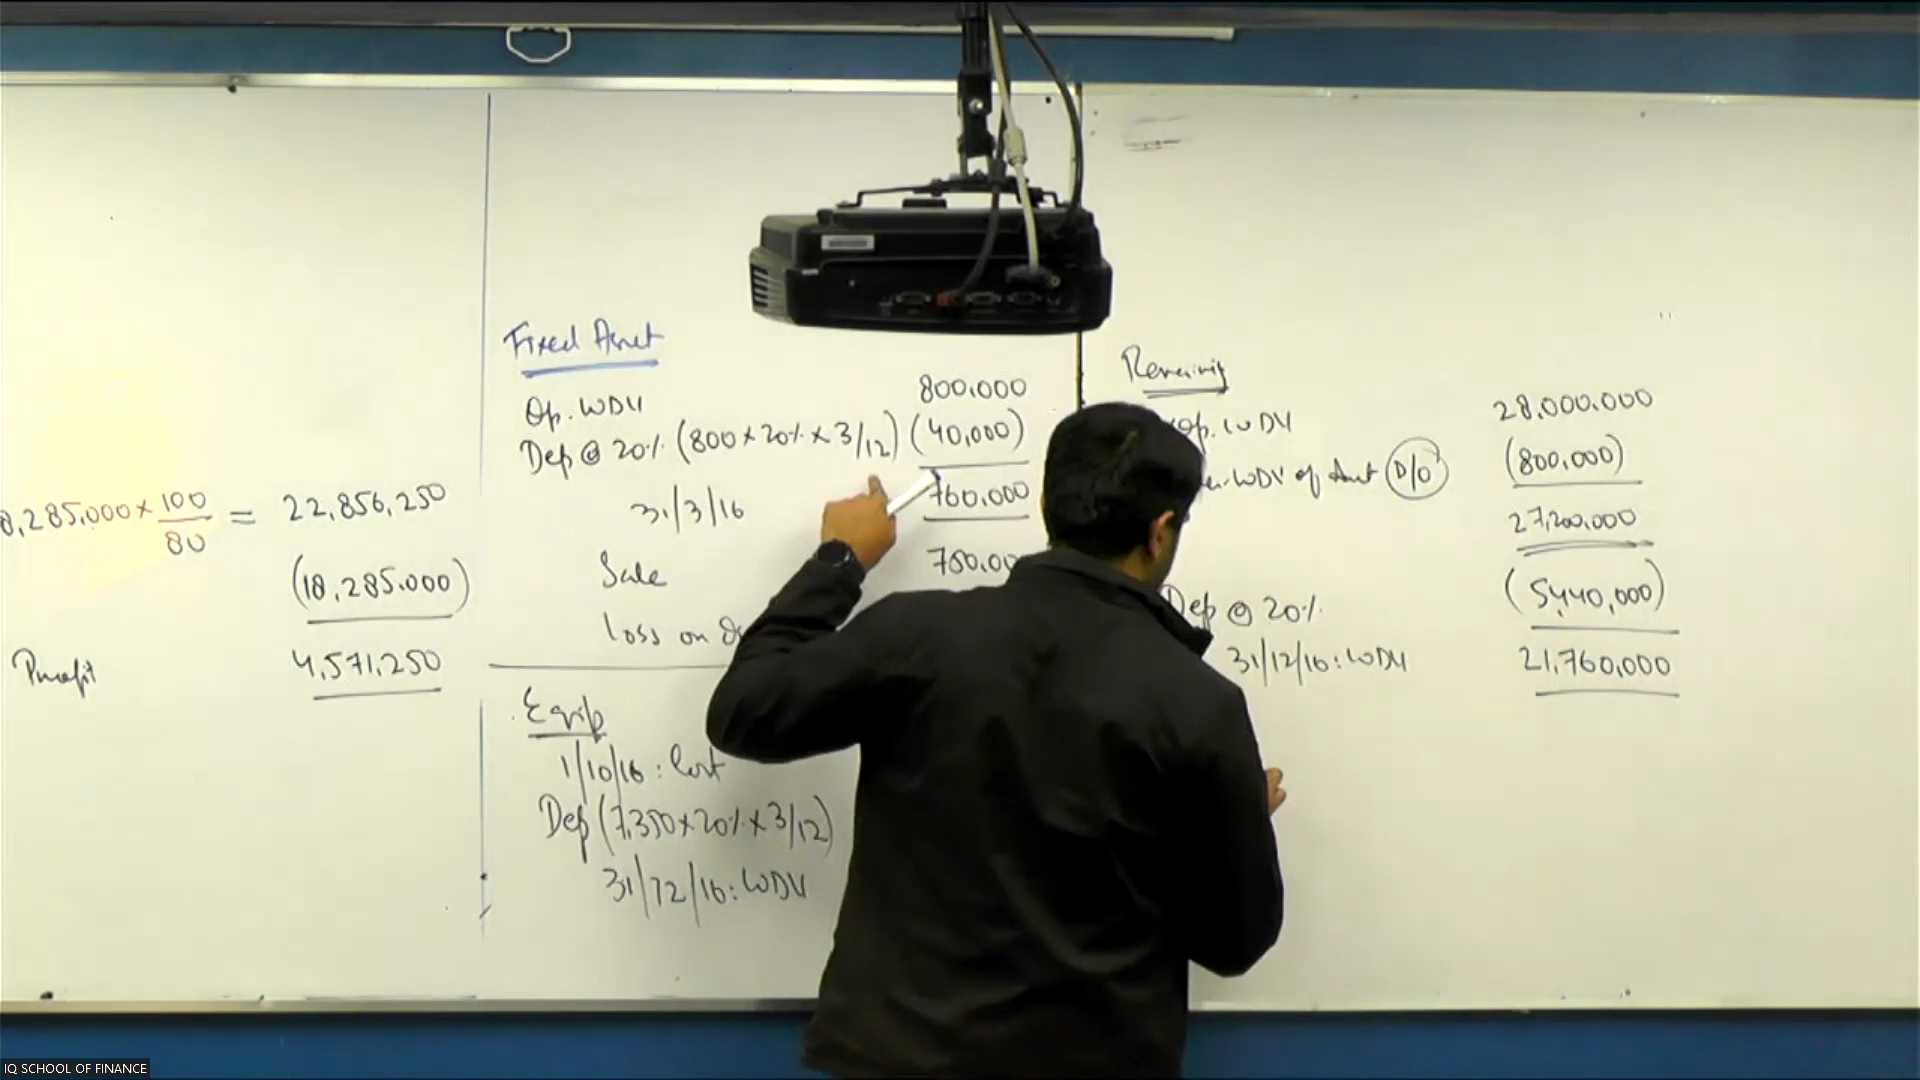 8,285,000 × 100/80 = 22,856,250
(18,285,000)
Profit 4,571,250
Fixed Asset
Op. WDV 800,000
Dep @ 20% (800 × 20% × 3/12) (40,000)
31/3/16 760,000
Sale
loss on
Equip
1/10/16: Cost
Dep (7,350 × 20% × 3/12)
31/12/16: WDV
Remaining
Op. WDV 28,000,000
WDV of Asset D/O (800,000)
27,200,000
Dep @ 20% (5,440,000)
31/12/16: WDV 21,760,000
IQ SCHOOL OF FINANCE